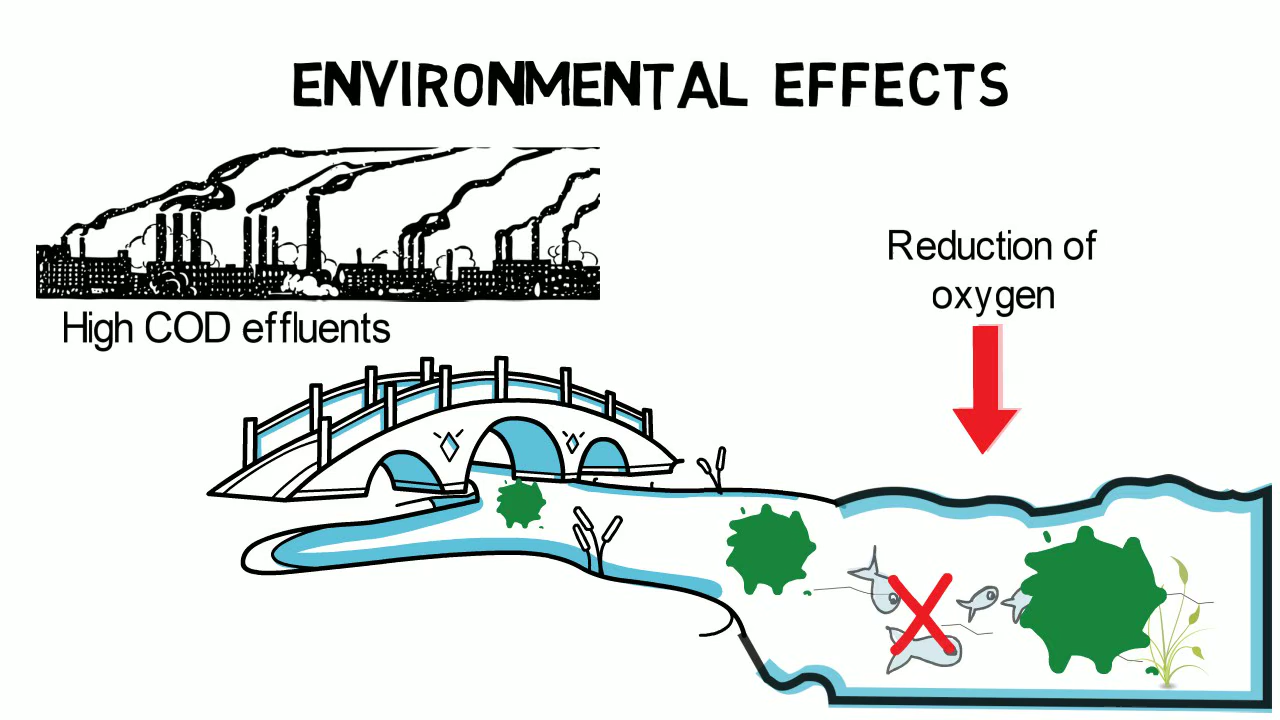 ENVIRONMENTAL EFFECTS
High COD effluents
Reduction of
oxygen